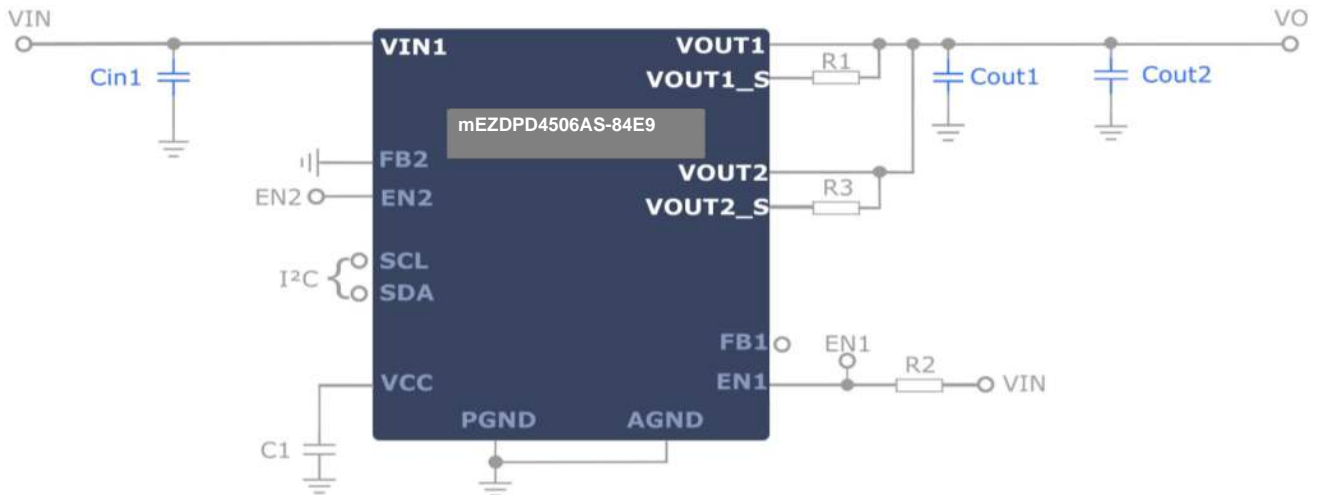 VIN
VO
VIN1
VOUT1
Cin1
R1
VOUT1_S
Cout1
Cout2
mEZDPD4506AS-84E9
FB2
VOUT2
EN2
EN2
R3
VOUT2_S
I²C
SCL
SDA
FB1
EN1
R2
VCC
EN1
VIN
PGND
AGND
C1